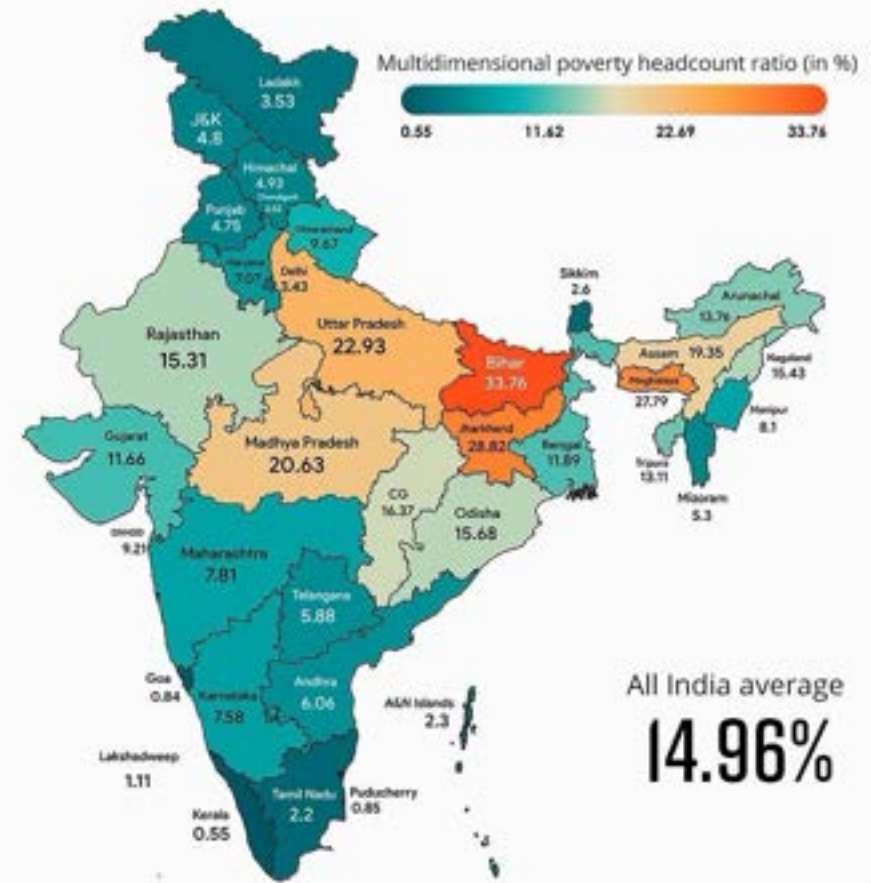 Multidimensional poverty headcount ratio (in %)
0.55 11.62 22.69 33.76
Ladakh
3.53
J&K
4.8
Himachal
4.93
Punjab
4.75
9.67
Haryana
7.07
Delhi
3.43
Sikkim
2.6
Arunachal
13.76
Rajasthan
15.31
Uttar Pradesh
22.93
Bihar
33.76
Assam 19.35
Nagaland
15.43
Meghalaya
27.79
Manipur
8.1
Gujarat
11.66
Madhya Pradesh
20.63
Jharkhand
28.82
Bengal
11.89
Tripura
13.11
Mizoram
5.3
CG
16.37
Odisha
15.68
9.21
Maharashtra
7.81
Telangana
5.88
Goa
0.84
Karnataka
7.58
Andhra
6.06
A&N Islands
2.3
All India average
14.96%
Lakshadweep
1.11
Tamil Nadu
2.2
Puducherry
0.85
Kerala
0.55